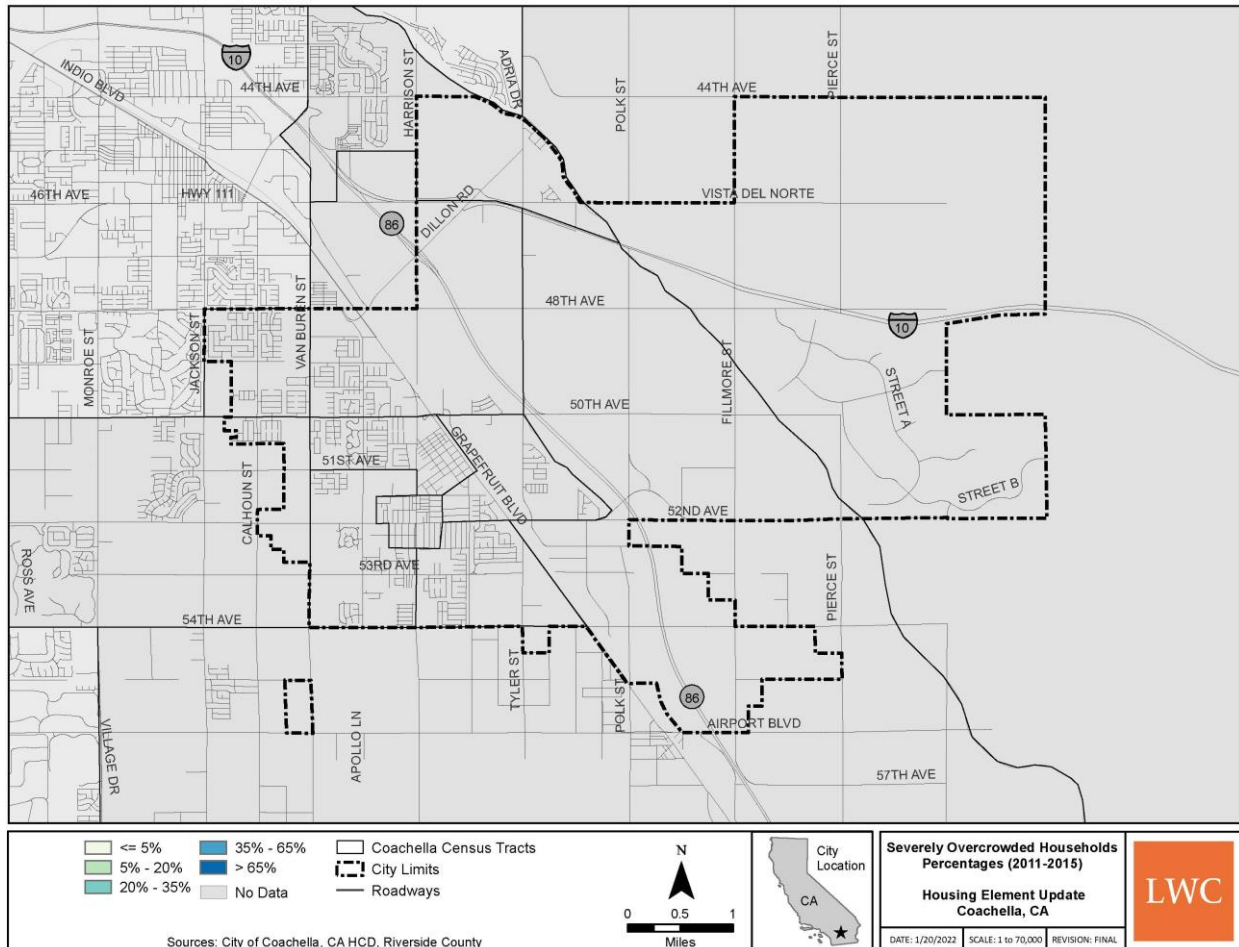 10
44TH AVE
INDIO BLVD
HARRISON ST
ADRIA DR
POLK ST
44TH AVE
PIERCE ST
46TH AVE
HWY 111
86
DILLON RD
VISTA DEL NORTE
MONROE ST
JACKSON ST
VAN BUREN ST
48TH AVE
10
FILLMORE ST
STREET A
50TH AVE
51ST AVE
GRAPEFRUIT BLVD
CALHOUN ST
STREET B
52ND AVE
ROSS AVE
53RD AVE
PIERCE ST
54TH AVE
TYLER ST
POLK ST
86
VILLAGE DR
APOLLO LN
AIRPORT BLVD
57TH AVE
<= 5%
5% - 20%
20% - 35%
35% - 65%
> 65%
No Data
Coachella Census Tracts
City Limits
Roadways
Sources: City of Coachella, CA HCD, Riverside County
N
0 0.5 1
Miles
City
Location
CA
Severely Overcrowded Households
Percentages (2011-2015)
Housing Element Update
Coachella, CA
DATE: 1/20/2022
SCALE: 1 to 70,000
REVISION: FINAL
LWC